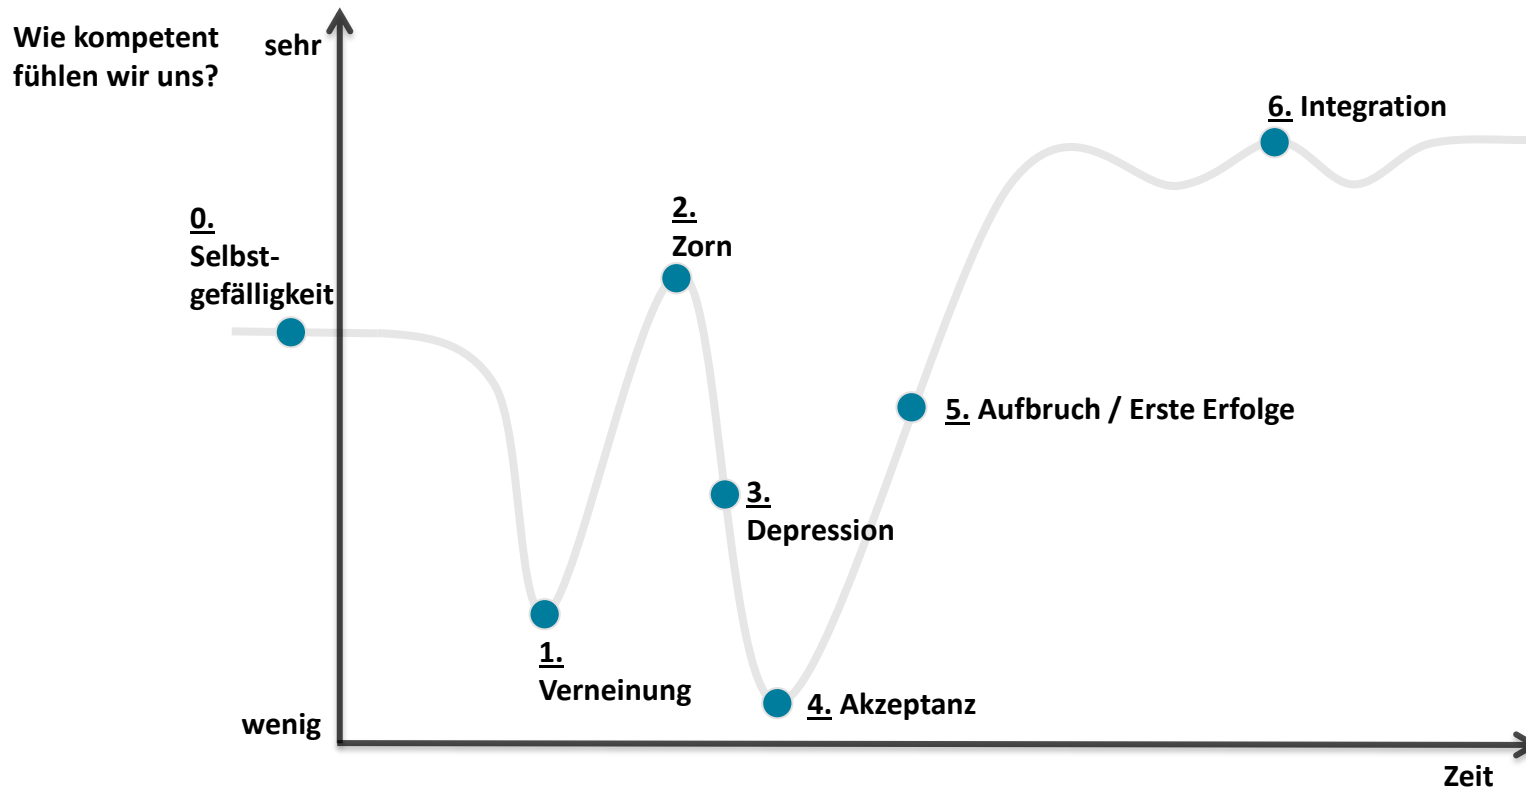 Wie kompetent
fühlen wir uns?
sehr
6. Integration
0.
Selbst-
gefälligkeit
2.
Zorn
5. Aufbruch / Erste Erfolge
3.
Depression
1.
Verneinung
4. Akzeptanz
wenig
Zeit